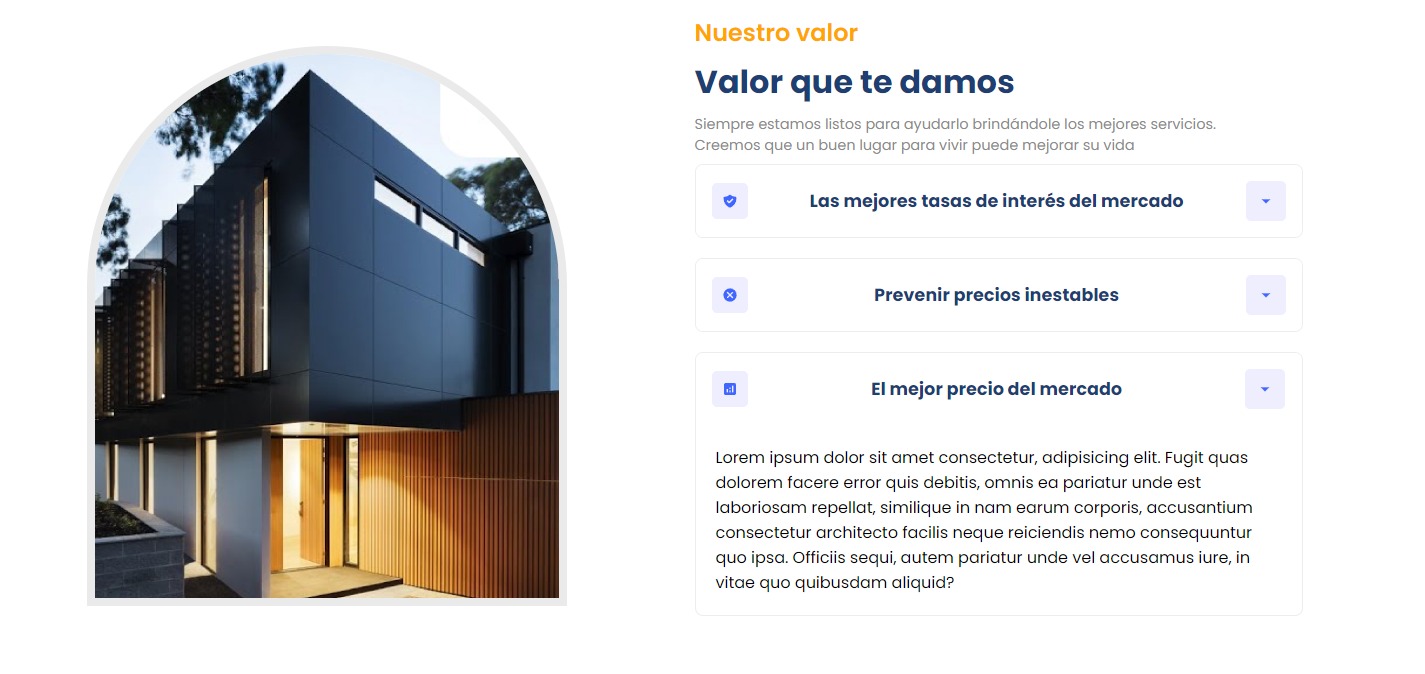 Nuestro valor
Valor que te damos
Siempre estamos listos para ayudarlo brindándole los mejores servicios.
Creemos que un buen lugar para vivir puede mejorar su vida
Las mejores tasas de interés del mercado
Prevenir precios inestables
El mejor precio del mercado
Lorem ipsum dolor sit amet consectetur, adipisicing elit. Fugit quas
dolorem facere error quis debitis, omnis ea pariatur unde est
laboriosam repellat, similique in nam earum corporis, accusantium
consectetur architecto facilis neque reiciendis nemo consequuntur
quo ipsa. Officiis sequi, autem pariatur unde vel accusamus iure, in
vitae quo quibusdam aliquid?